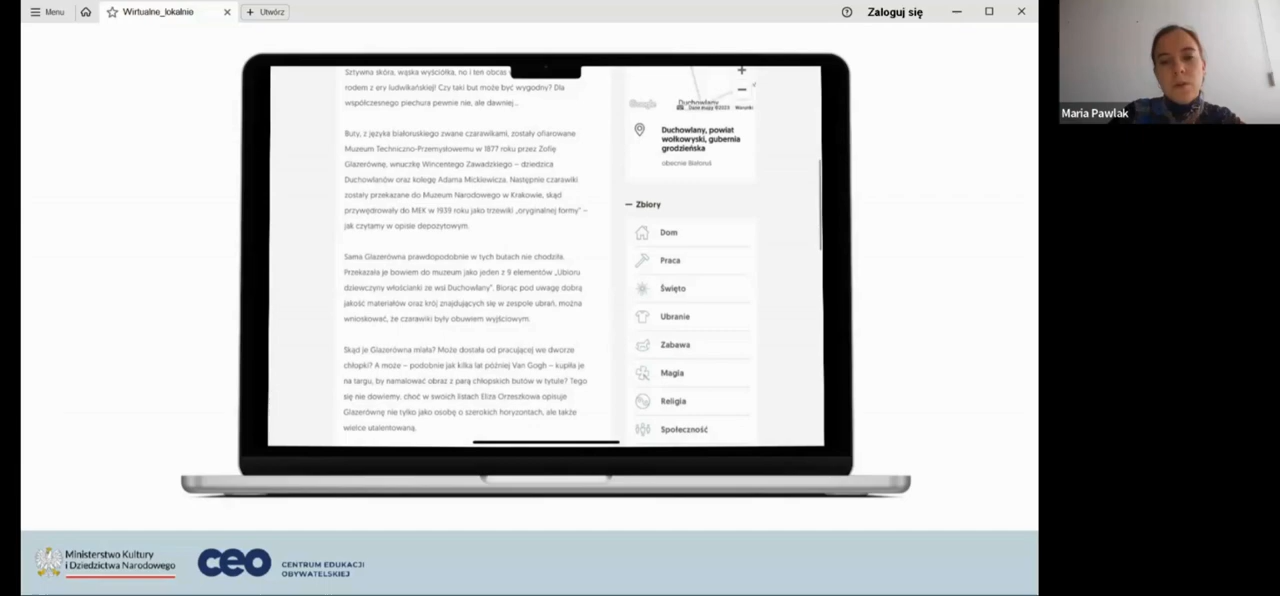 Menu
Wirtualne_lokalnie
Utwórz
Zaloguj się
Maria Pawlak
Sztywna skóra, wąska wyściółka, no i ten obcas
rodem z ery ludwikańskiej! Czy taki but może być wygodny? Dla
współczesnego piechura pewnie nie, ale dawniej...
Buty, z języka białoruskiego zwane czarawikami, zostały ofiarowane
Muzeum Techniczno-Przemysłowemu w 1877 roku przez Zofię
Glazerównę, wnuczkę Wincentego Zawadzkiego – dziedzica
Duchowlanów oraz kolegę Adama Mickiewicza. Następnie czarawiki
zostały przekazane do Muzeum Narodowego w Krakowie, skąd
przywędrowały do MEK w 1939 roku jako trzewiki „oryginalnej formy" –
jak czytamy w opisie depozytowym.
Sama Glazerówna prawdopodobnie w tych butach nie chodziła.
Przekazała je bowiem do muzeum jako jeden z 9 elementów „Ubioru
dziewczyny włościanki ze wsi Duchowlany". Biorąc pod uwagę dobrą
jakość materiałów oraz krój znajdujących się w zespole ubrań, można
wnioskować, że czarawiki były obuwiem wyjściowym.
Skąd je Glazerówna miała? Może dostała od pracującej we dworze
chłopki? A może – podobnie jak kilka lat później Van Gogh – kupiła je
na targu, by namalować obraz z parą chłopskich butów w tytule? Tego
się nie dowiemy, choć w swoich listach Eliza Orzeszkowa opisuje
Glazerównę nie tylko jako osobę o szerokich horyzontach, ale także
wielce utalentowaną.
Google
Duchowlany
Dane mapy ©2023 Warunki
Duchowlany, powiat
wołkowyski, gubernia
grodzieńska
obecnie Białoruś
Zbiory
Dom
Praca
Święto
Ubranie
Zabawa
Magia
Religia
Społeczność
Ministerstwo Kultury
i Dziedzictwa Narodowego
ceo
CENTRUM EDUKACJI
OBYWATELSKIEJ